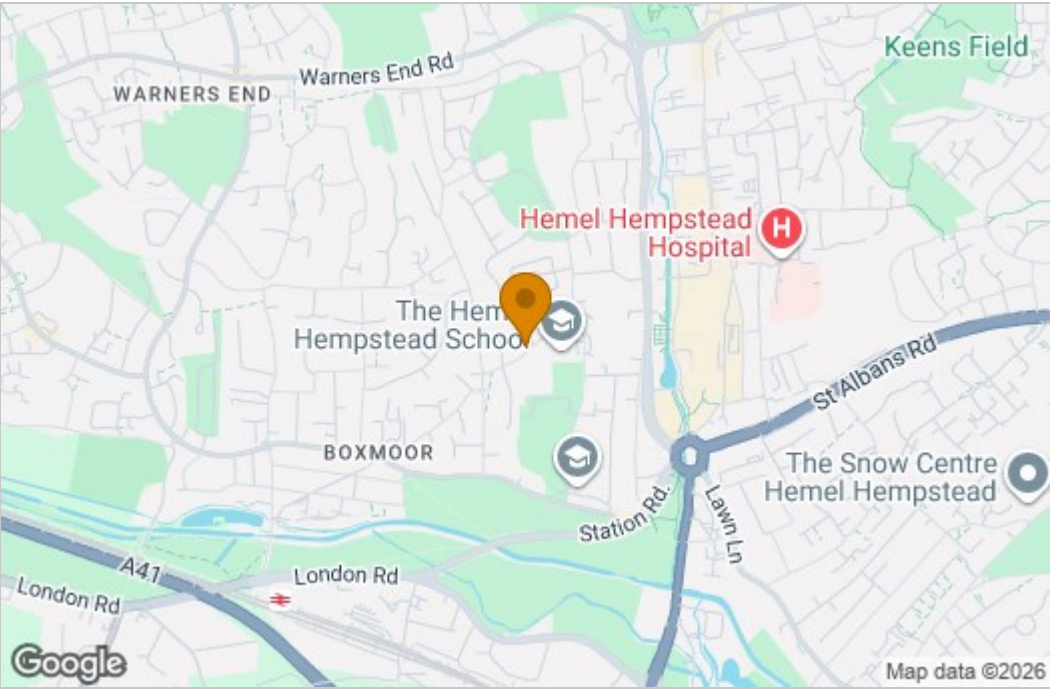 Keens Field
Warners End Rd
WARNERS END
Hemel Hempstead
Hospital
H
The Hem
Hempstead School
St Albans Rd
BOXMOOR
The Snow Centre
Hemel Hempstead
Station Rd.
Lawn Ln
A41
London Rd
London Rd
Google
Map data ©2026